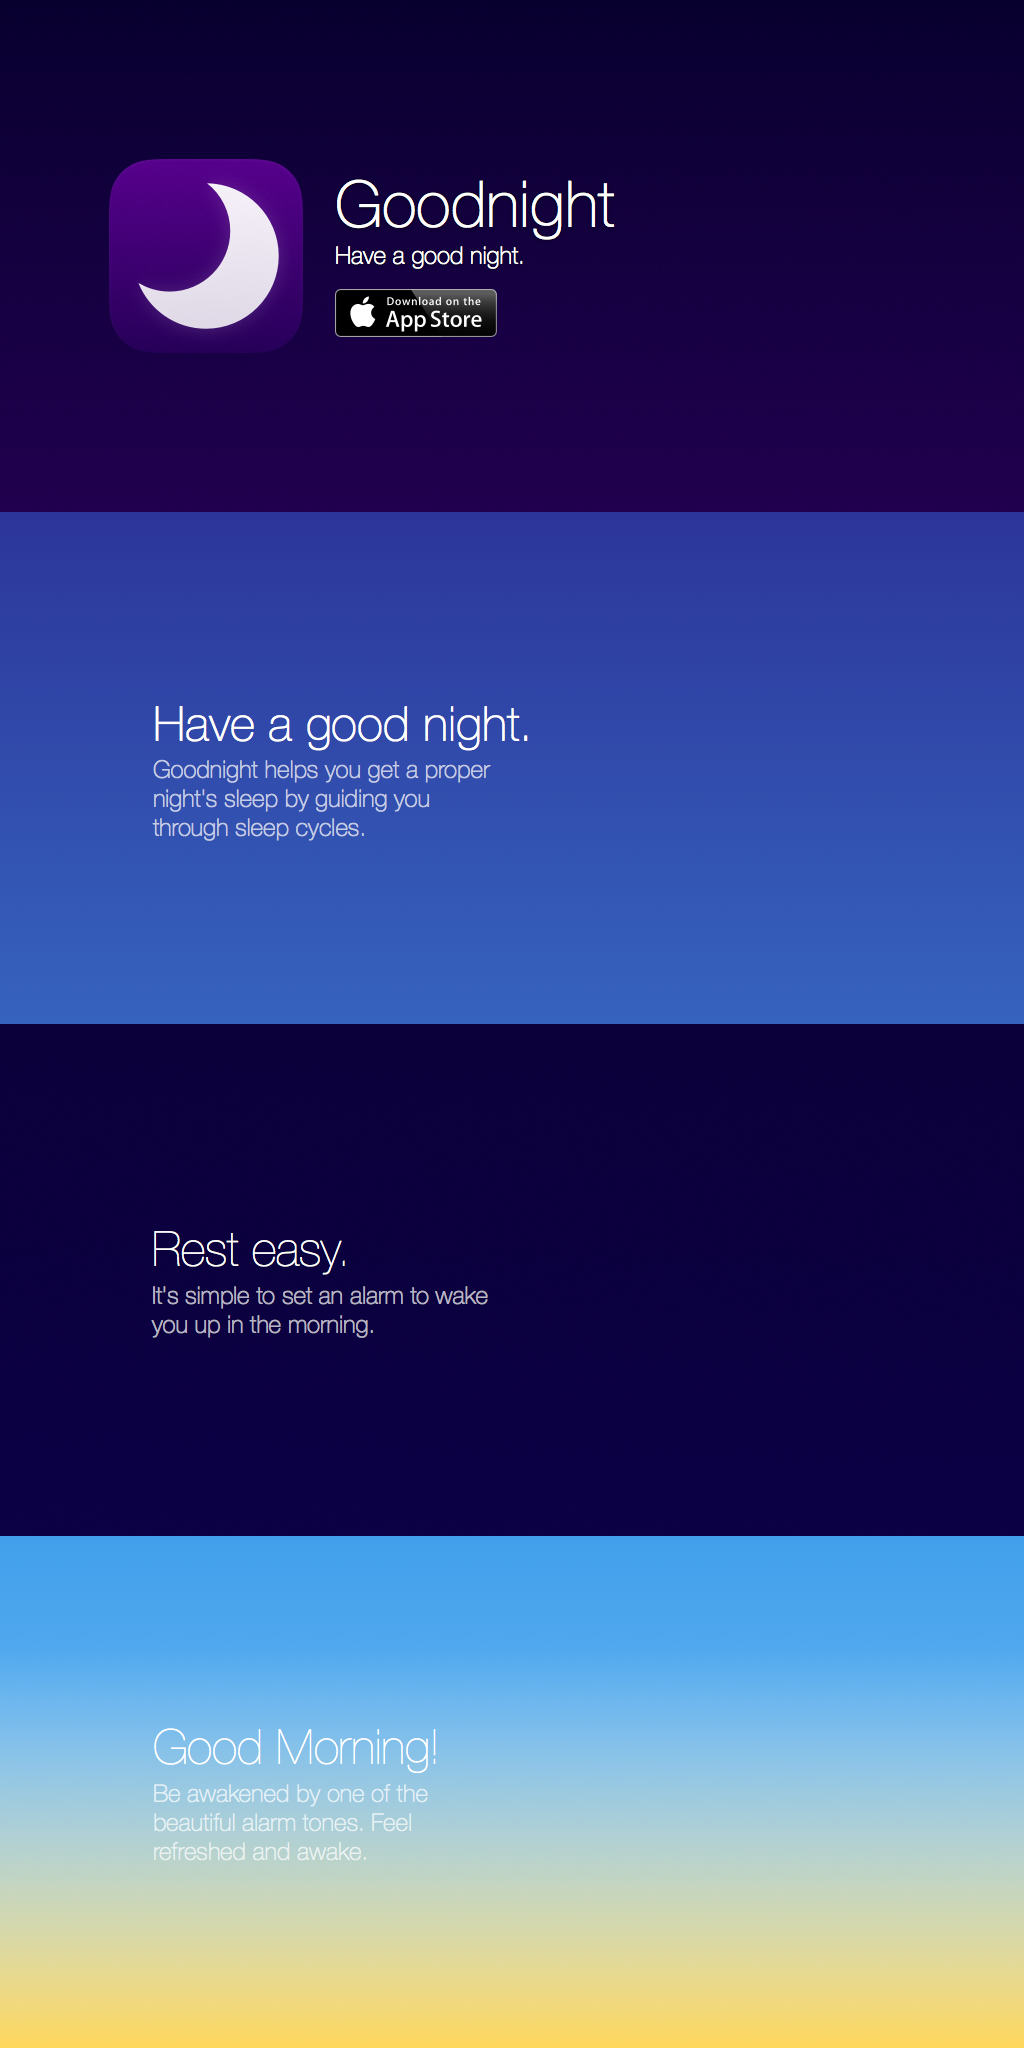 Goodnight
Have a good night.
Download on the
App Store
Have a good night.
Goodnight helps you get a proper
night's sleep by guiding you
through sleep cycles.
Rest easy.
It's simple to set an alarm to wake
you up in the morning.
Good Morning!
Be awakened by one of the
beautiful alarm tones. Feel
refreshed and awake.